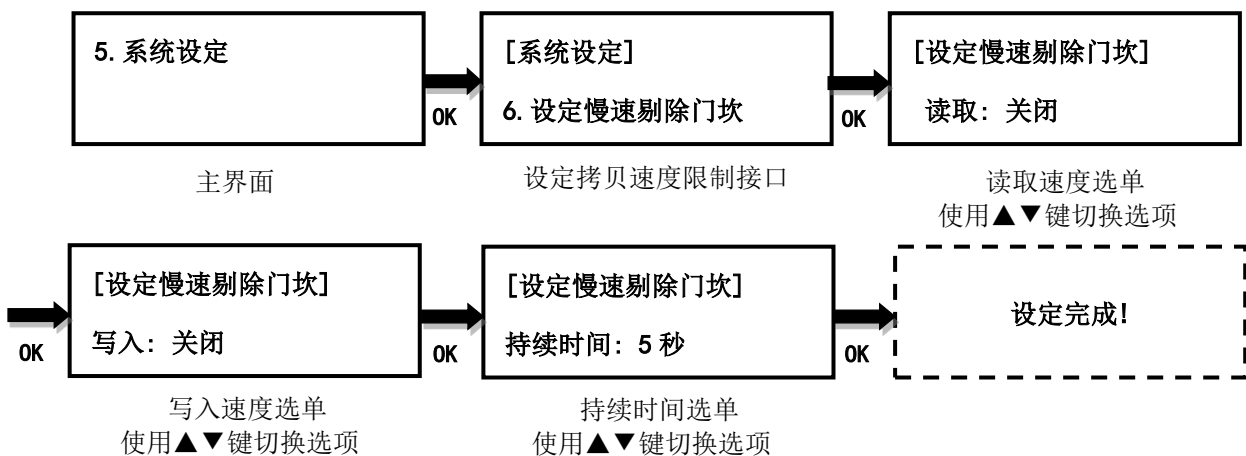 5.系统设定
OK
[系统设定]
6.设定慢速剔除门坎
OK
[设定慢速剔除门坎]
读取: 关闭
主界面
设定拷贝速度限制接口
读取速度选单
使用▲▼键切换选项
OK
[设定慢速剔除门坎]
写入: 关闭
OK
[设定慢速剔除门坎]
持续时间: 5 秒
OK
设定完成!
写入速度选单
使用▲▼键切换选项
持续时间选单
使用▲▼键切换选项